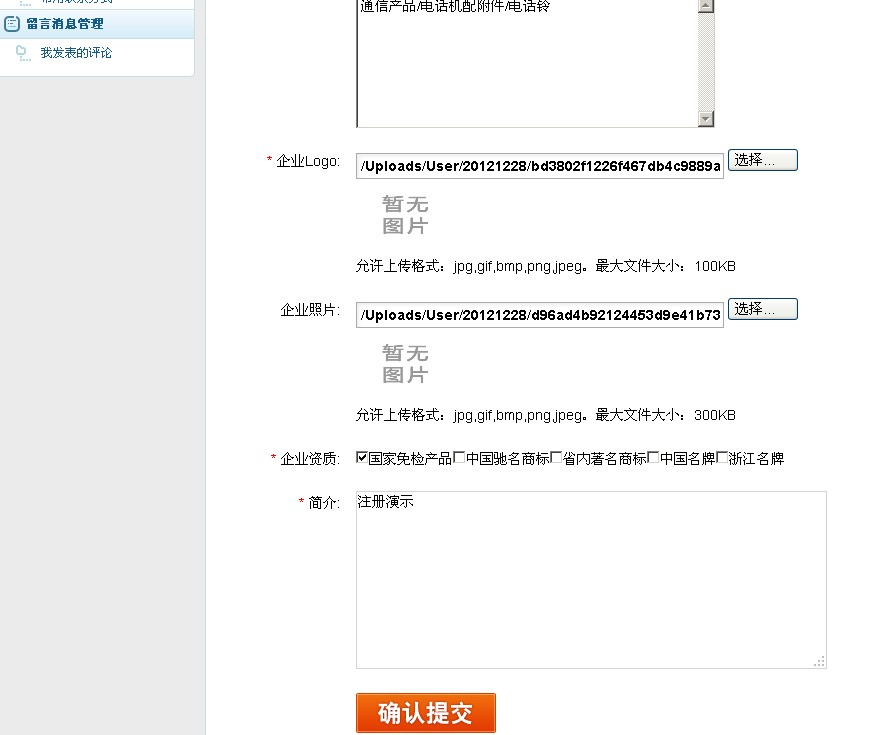 通信产品/电话机配附件/电话铃
留言消息管理
我发表的评论
* 企业Logo: /Uploads/User/20121228/bd3802f1226f467db4c9889a 选择...
暂无
图片
允许上传格式：jpg,gif,bmp,png,jpeg。最大文件大小：100KB
企业照片: /Uploads/User/20121228/d96ad4b92124453d9e41b73 选择...
暂无
图片
允许上传格式：jpg,gif,bmp,png,jpeg。最大文件大小：300KB
* 企业资质: 国家免检产品 中国驰名商标 省内著名商标 中国名牌 浙江名牌
* 简介: 注册演示
确认提交